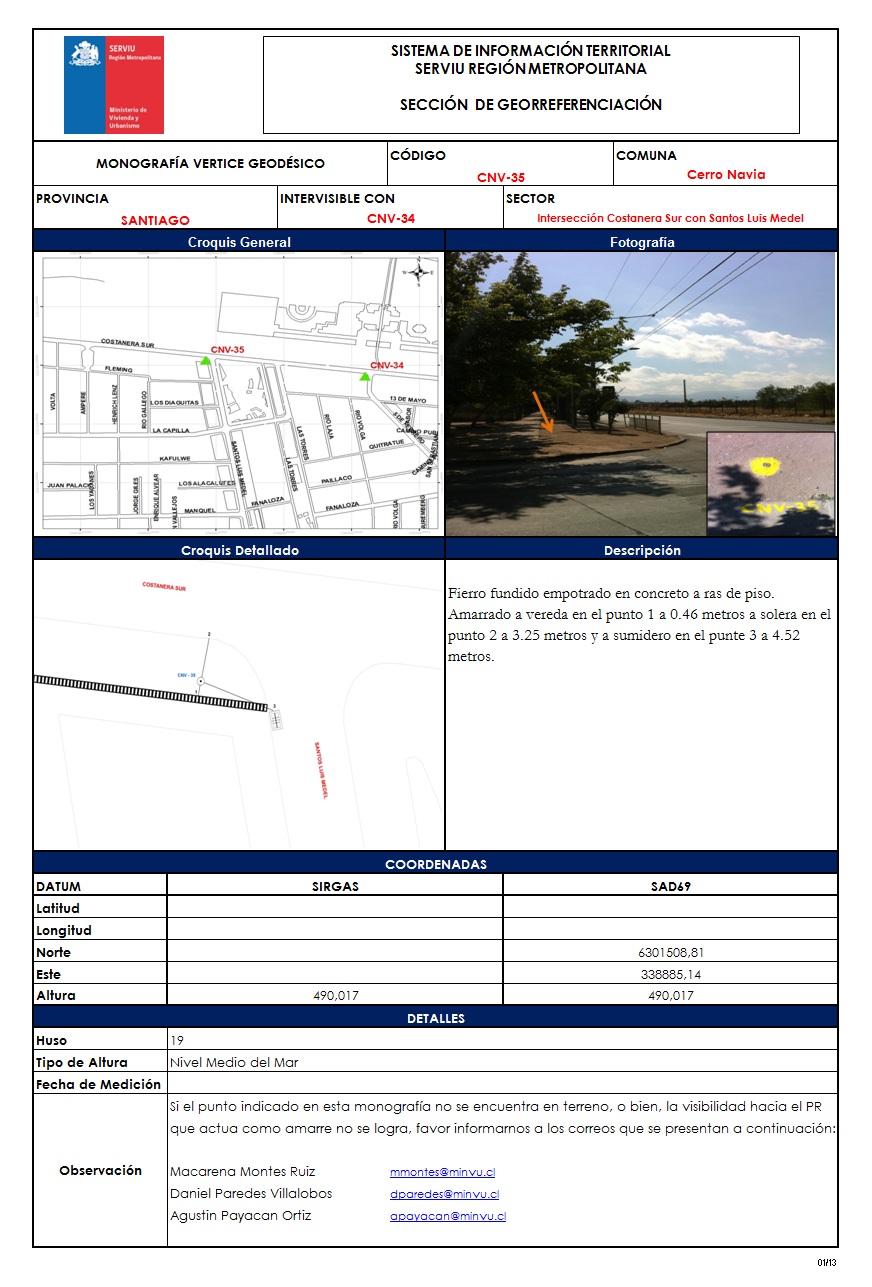 SERVIU
Región Metropolitana
Ministerio de
Vivienda y
Urbanismo
SISTEMA DE INFORMACIÓN TERRITORIAL
SERVIU REGIÓN METROPOLITANA
SECCIÓN DE GEORREFERENCIACIÓN
MONOGRAFÍA VERTICE GEODÉSICO
CÓDIGO
CNV-35
COMUNA
Cerro Navia
PROVINCIA
SANTIAGO
INTERVISIBLE CON
CNV-34
SECTOR
Intersección Costanera Sur con Santos Luis Medel
Croquis General
Fotografía
N
E
S
COSTANERA SUR
CNV-35
CNV-34
FLEMING
VOLTA
AMPERE
HENRICH LENZ
RIO GALLEGO
LOS DIAGUITAS
LA CAPILLA
KAFULWE
JUAN PALAC
LOS YAGANES
JORGE GILES
ENRIQUE ALVEAR
N VALLEJOS
LOS ALACALUFES
MANQUEL
SANTOS LUIS MEDEL
FANALOZA
LAS TORRES
LAS TORRES
RIO LAJA
RIO VOLGA
13 DE MAYO
QUITRATUE
PAILLACO
FANALOZA
RIO VOLGA
CNV-35
Croquis Detallado
Descripción
COSTANERA SUR
2
CNV - 35
1
3
SANTOS LUIS MEDEL
Fierro fundido empotrado en concreto a ras de piso.
Amarrado a vereda en el punto 1 a 0.46 metros a solera en el
punto 2 a 3.25 metros y a sumidero en el punte 3 a 4.52
metros.
COORDENADAS
DATUM SIRGAS SAD69
Latitud
Longitud
Norte 6301508,81
Este 338885,14
Altura 490,017 490,017
DETALLES
Huso 19
Tipo de Altura Nivel Medio del Mar
Fecha de Medición
Observación
Si el punto indicado en esta monografía no se encuentra en terreno, o bien, la visibilidad hacia el PR
que actua como amarre no se logra, favor informarnos a los correos que se presentan a continuación:
Macarena Montes Ruiz mmontes@minvu.cl
Daniel Paredes Villalobos dparedes@minvu.cl
Agustin Payacan Ortiz apayacan@minvu.cl
01/13